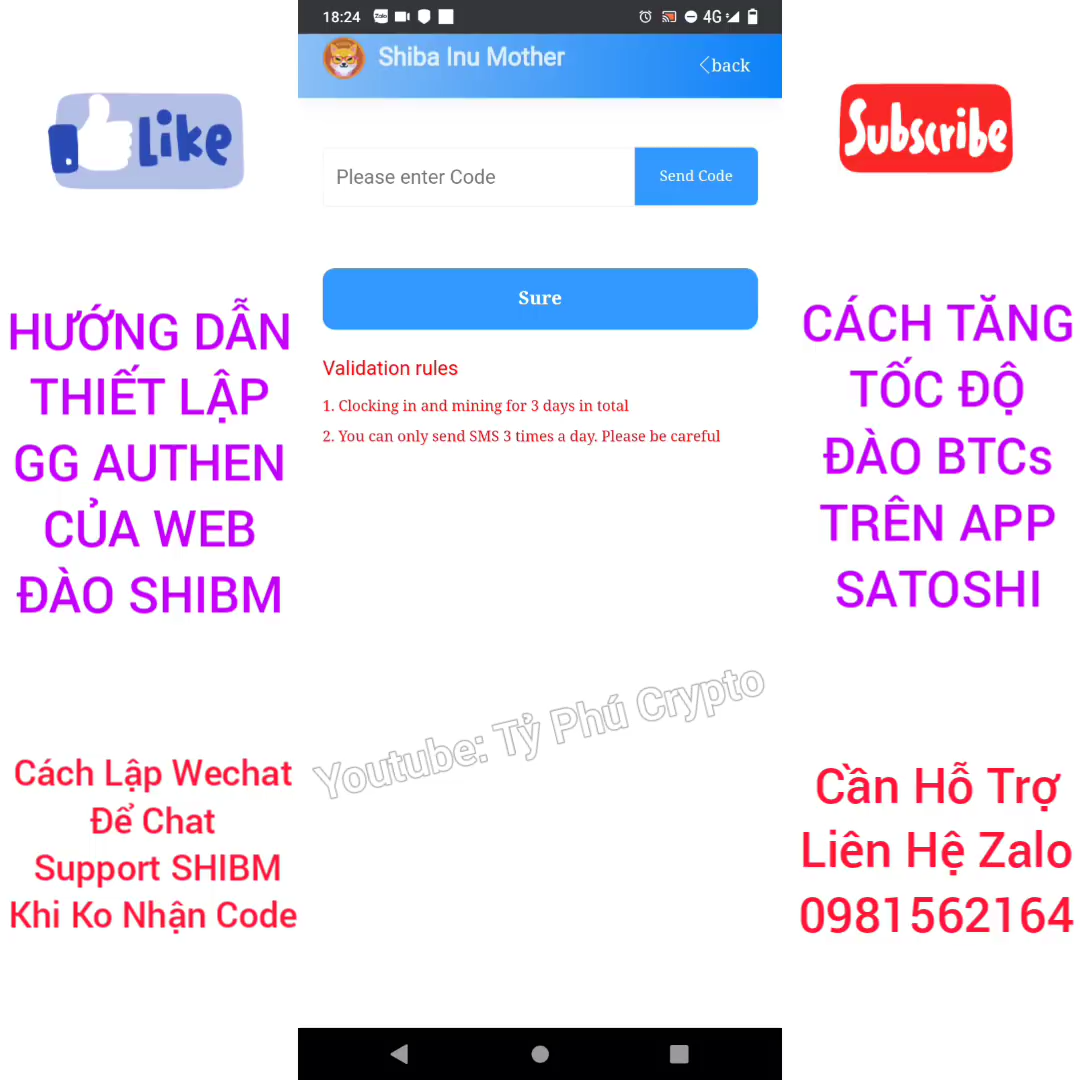 18:24
Zalo
4G
Shiba Inu Mother
back
Like
Subscribe
Please enter Code
Send Code
Sure
HƯỚNG DẪN
THIẾT LẬP
GG AUTHEN
CỦA WEB
ĐÀO SHIBM
CÁCH TĂNG
TỐC ĐỘ
ĐÀO BTCs
TRÊN APP
SATOSHI
Validation rules
1. Clocking in and mining for 3 days in total
2. You can only send SMS 3 times a day. Please be careful
Youtube: Tỷ Phú Crypto
Cách Lập Wechat
Để Chat
Support SHIBM
Khi Ko Nhận Code
Cần Hỗ Trợ
Liên Hệ Zalo
0981562164